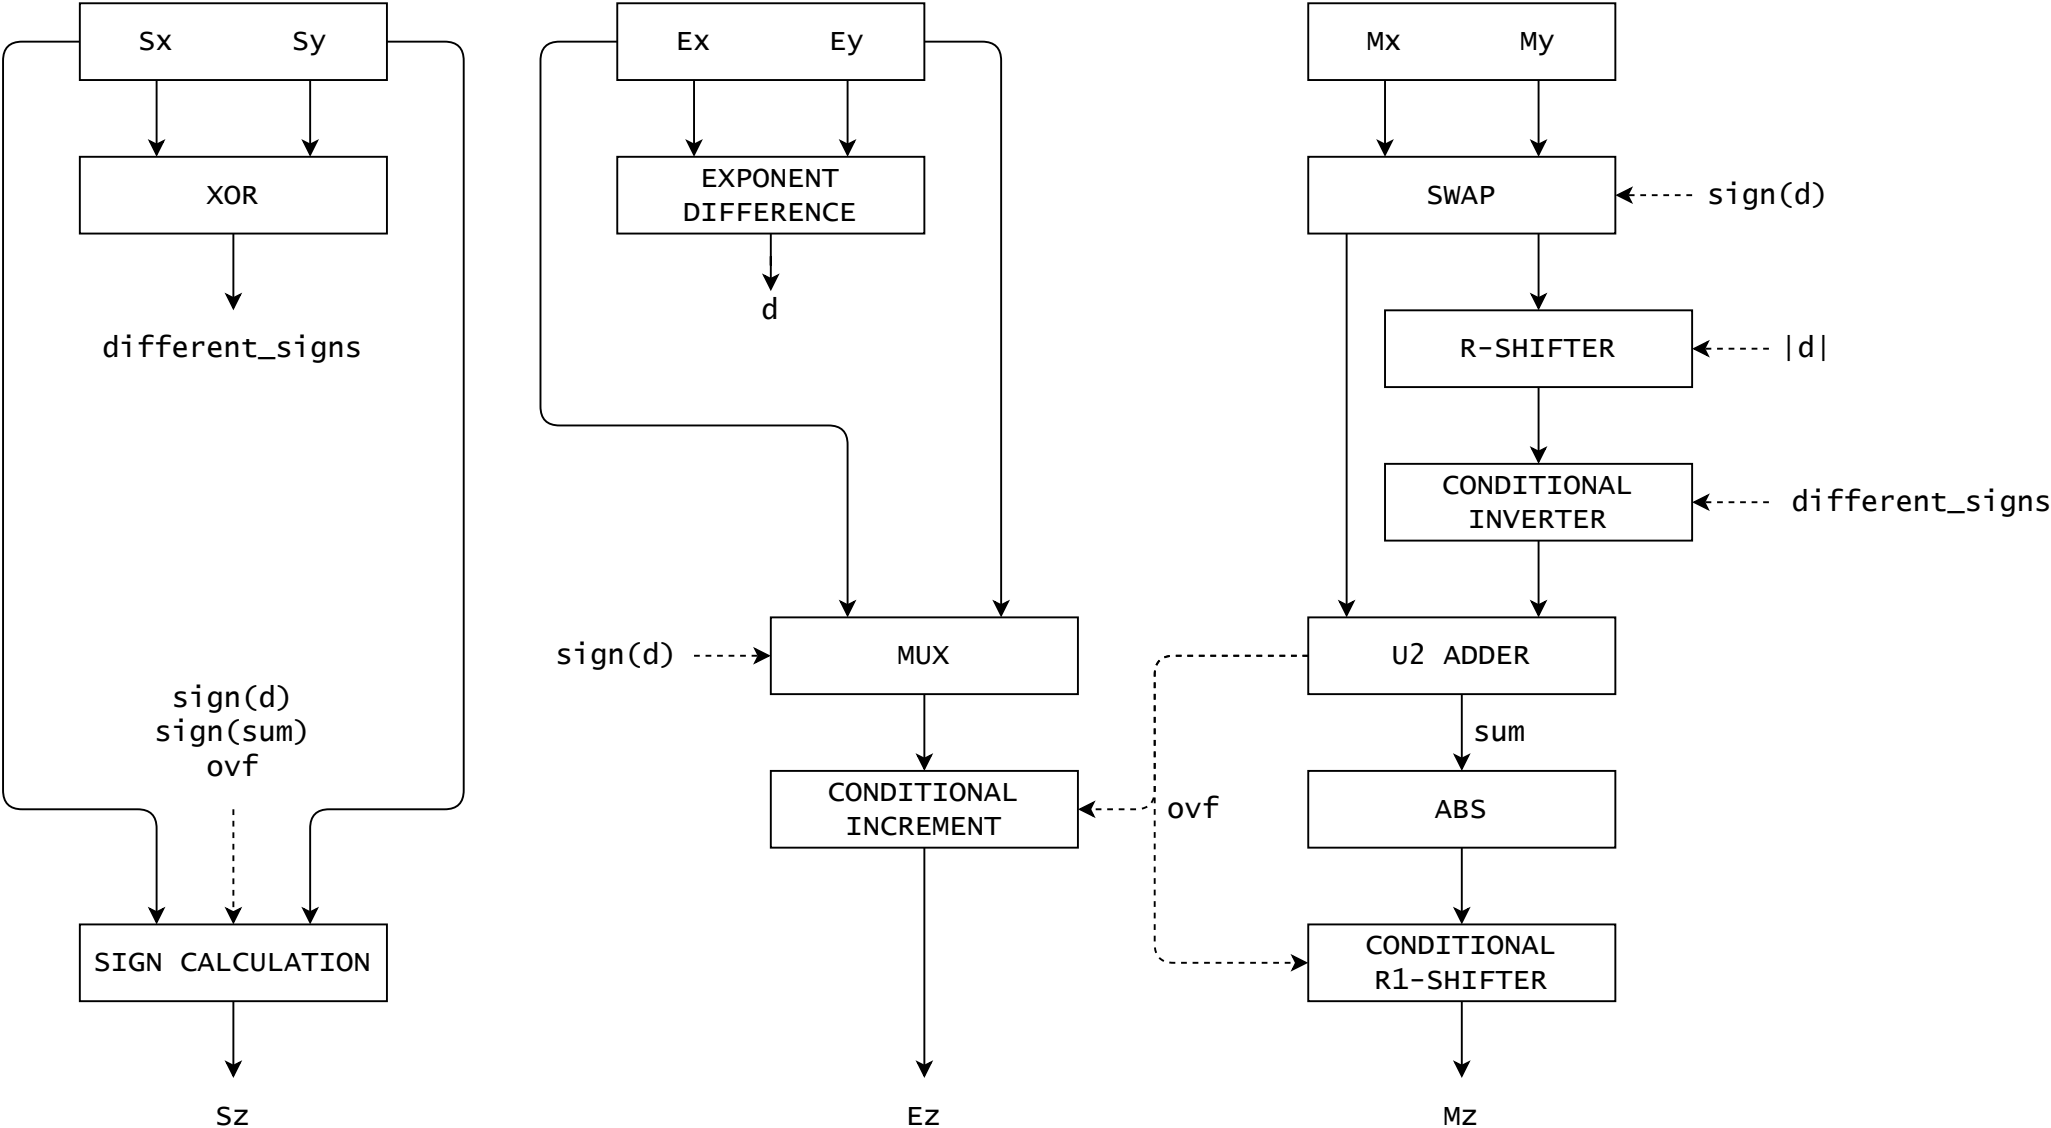 Sx Sy
Ex Ey
Mx My
XOR
EXPONENT
DIFFERENCE
SWAP
sign(d)
d
different_signs
R-SHIFTER
|d|
CONDITIONAL
INVERTER
different_signs
sign(d)
MUX
U2 ADDER
sign(d)
sign(sum)
ovf
sum
CONDITIONAL
INCREMENT
ovf
ABS
SIGN CALCULATION
CONDITIONAL
R1-SHIFTER
Sz
Ez
Mz